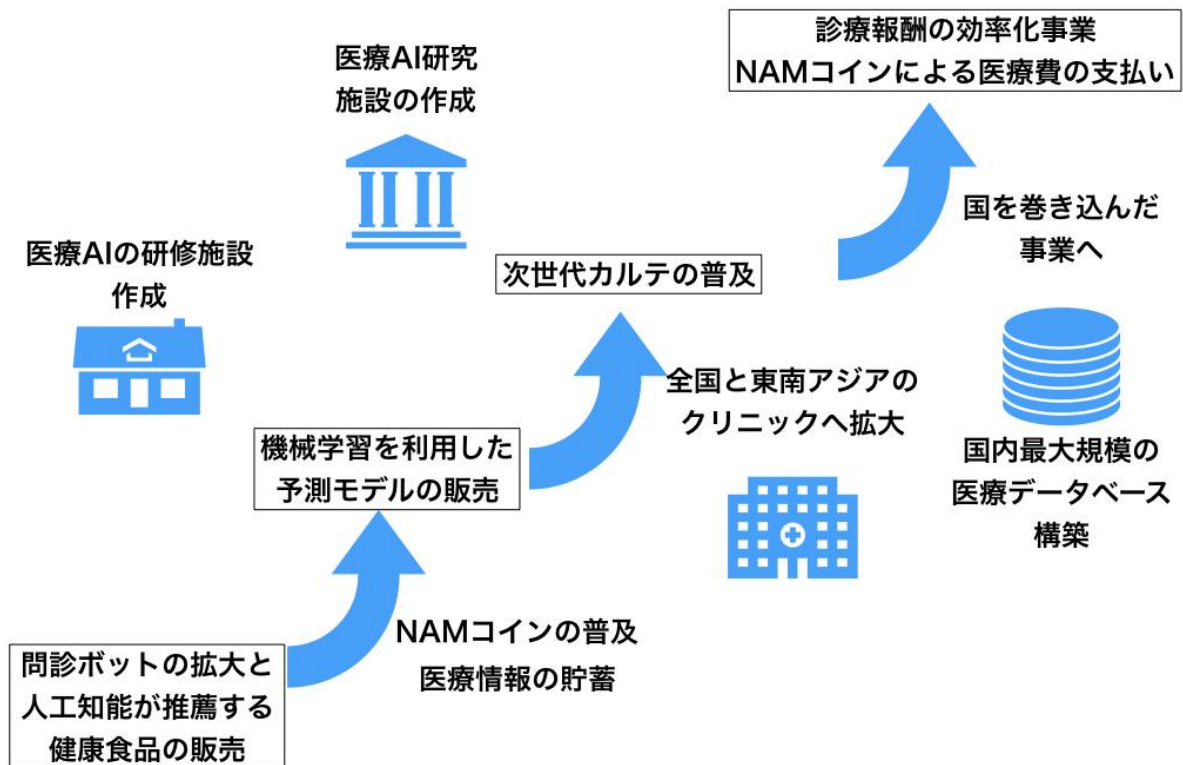 診療報酬の効率化事業
NAMコインによる医療費の支払い
医療AI研究
施設の作成
国を巻き込んだ
事業へ
医療AIの研修施設
作成
次世代カルテの普及
全国と東南アジアの
クリニックへ拡大
機械学習を利用した
予測モデルの販売
国内最大規模の
医療データベース
構築
NAMコインの普及
医療情報の貯蓄
問診ボットの拡大と
人工知能が推薦する
健康食品の販売